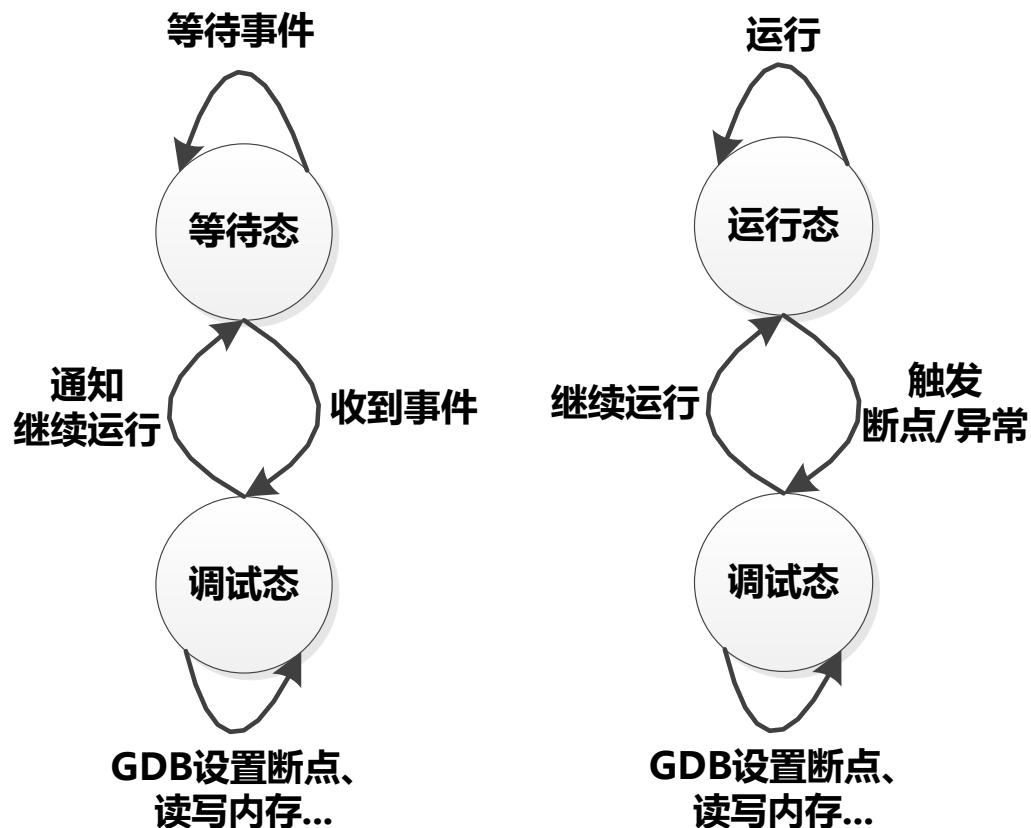 等待事件
等待态
通知
继续运行
收到事件
调试态
GDB设置断点、
读写内存...
运行
运行态
继续运行
触发
断点/异常
调试态
GDB设置断点、
读写内存...